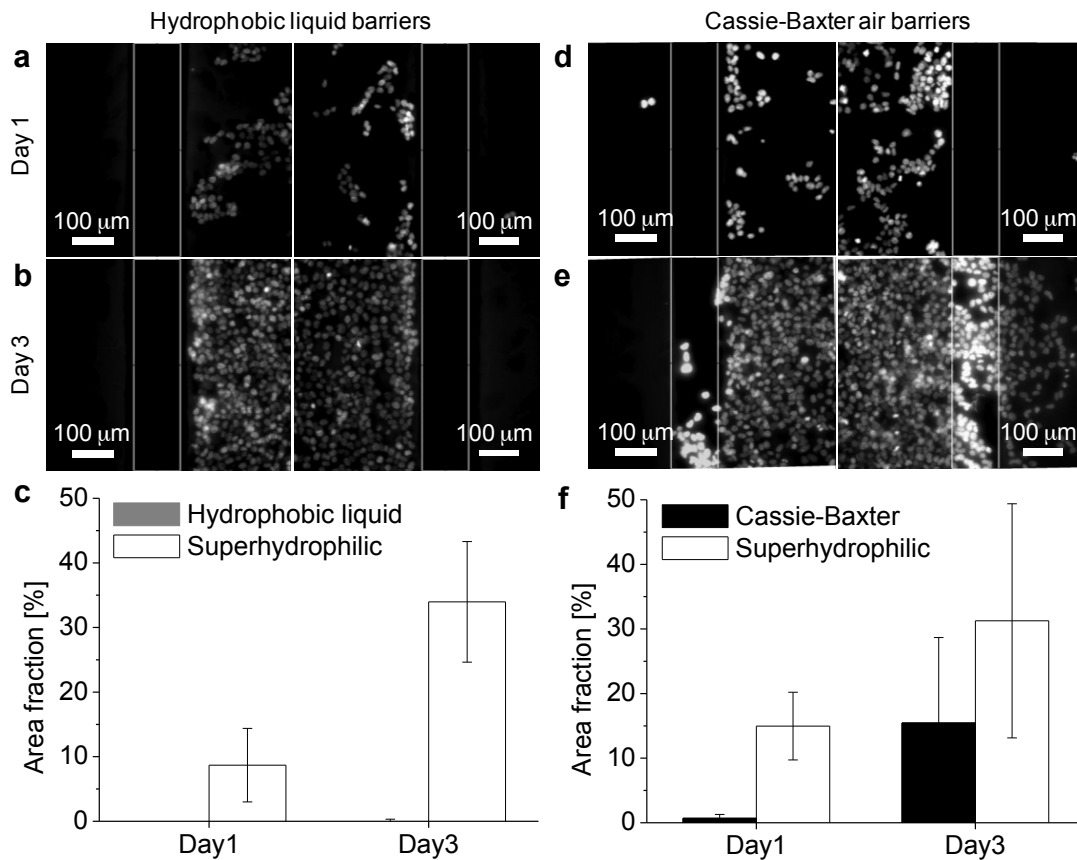 Hydrophobic liquid barriers
Cassie-Baxter air barriers
a
d
Day 1
100 μm
100 μm
100 μm
100 μm
b
e
Day 3
100 μm
100 μm
100 μm
100 μm
c
50
40
30
20
10
0
Area fraction [%]
Hydrophobic liquid
Superhydrophilic
Day1
Day3
f
50
40
30
20
10
0
Area fraction [%]
Cassie-Baxter
Superhydrophilic
Day1
Day3